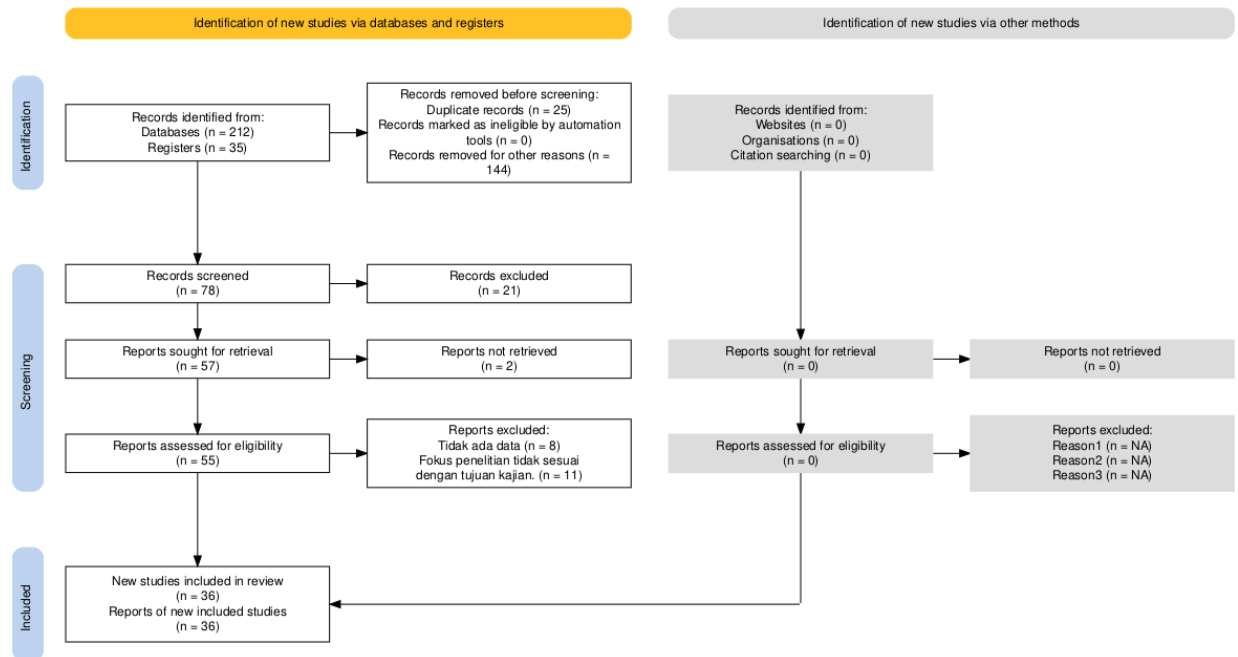 Identification of new studies via databases and registers
Identification of new studies via other methods
Identification
Records identified from:
Databases (n = 212)
Registers (n = 35)
Records removed before screening:
Duplicate records (n = 25)
Records marked as ineligible by automation
tools (n = 0)
Records removed for other reasons (n =
144)
Records identified from:
Websites (n = 0)
Organisations (n = 0)
Citation searching (n = 0)
Screening
Records screened
(n = 78)
Records excluded
(n = 21)
Reports sought for retrieval
(n = 57)
Reports not retrieved
(n = 2)
Reports sought for retrieval
(n = 0)
Reports not retrieved
(n = 0)
Reports assessed for eligibility
(n = 55)
Reports excluded:
Tidak ada data (n = 8)
Fokus penelitian tidak sesuai
dengan tujuan kajian. (n = 11)
Reports assessed for eligibility
(n = 0)
Reports excluded:
Reason1 (n = NA)
Reason2 (n = NA)
Reason3 (n = NA)
Included
New studies included in review
(n = 36)
Reports of new included studies
(n = 36)